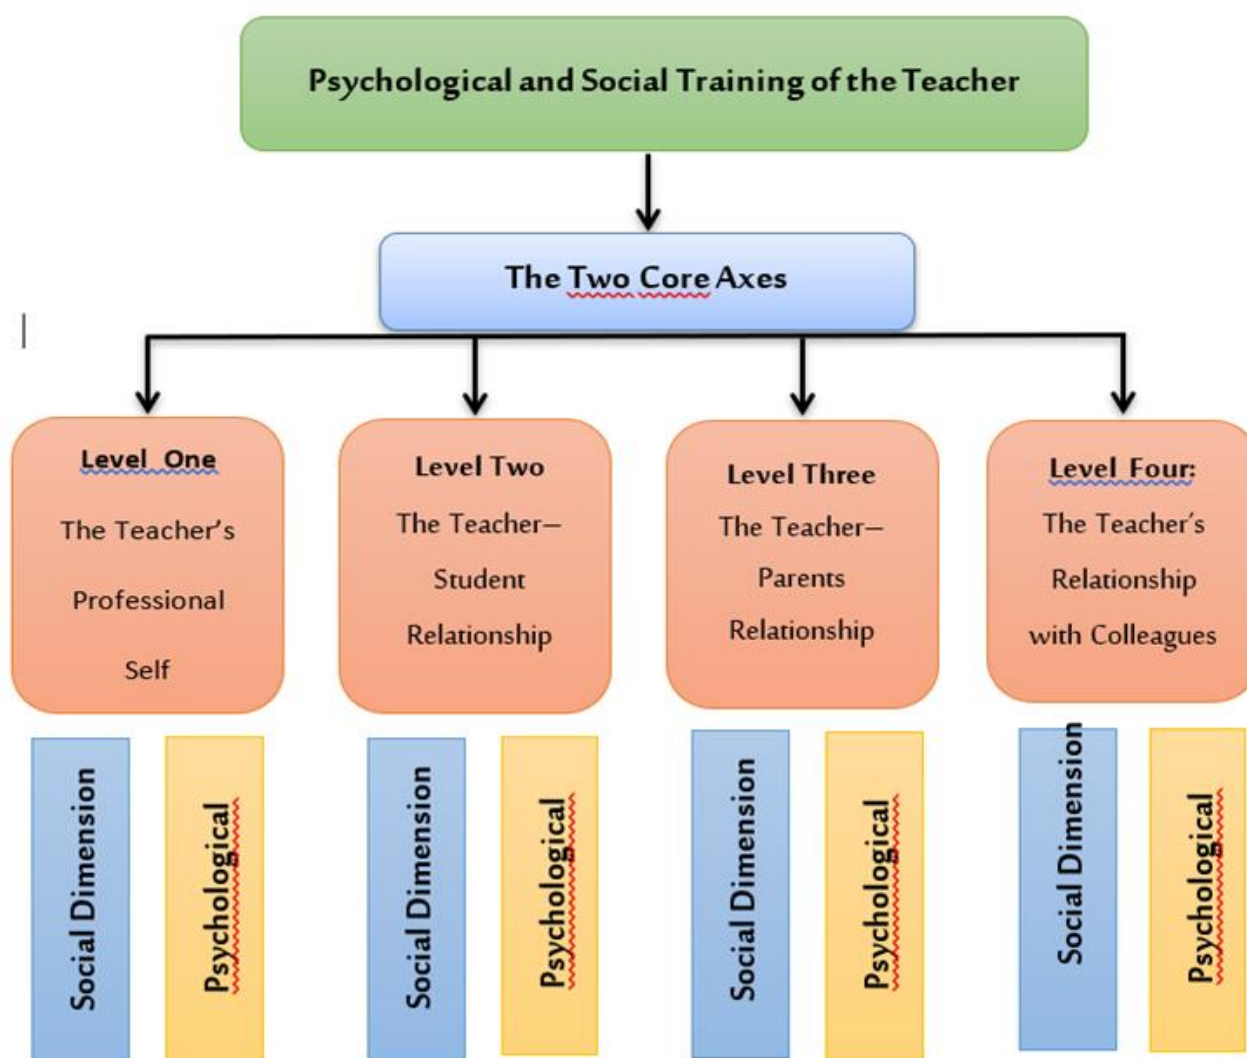 Psychological and Social Training of the Teacher
The Two Core Axes
Level One
The Teacher's
Professional
Self
Level Two
The Teacher–
Student
Relationship
Level Three
The Teacher–
Parents
Relationship
Level Four:
The Teacher's
Relationship
with Colleagues
Social Dimension
Psychological
Social Dimension
Psychological
Social Dimension
Psychological
Social Dimension
Psychological